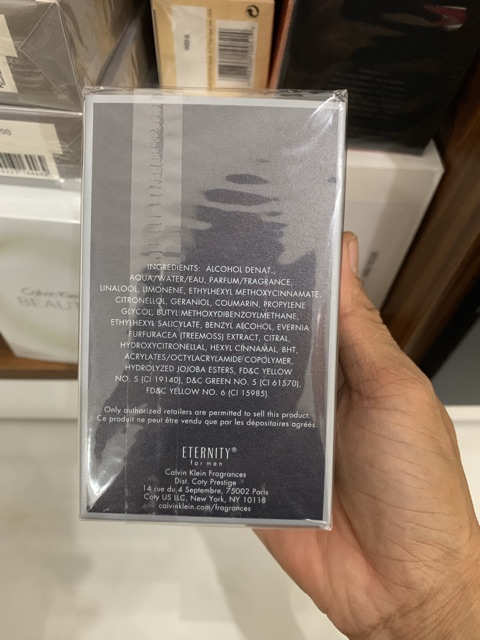 INGREDIENTS: ALCOHOL DENAT.,
AQUA/WATER/EAU, PARFUM/FRAGRANCE,
LINALOOL, LIMONENE, ETHYLHEXYL METHOXYCINNAMATE,
CITRONELLOL, GERANIOL, COUMARIN, PROPYLENE
GLYCOL, BUTYL METHOXYDIBENZOYLMETHANE,
ETHYLHEXYL SALICYLATE, BENZYL ALCOHOL, EVERNIA
FURFURACEA (TREEMOSS) EXTRACT, CITRAL,
HYDROXYCITRONELLAL, HEXYL CINNAMAL, BHT,
ACRYLATES/OCTYLACRYLAMIDE COPOLYMER,
HYDROLYZED JOJOBA ESTERS, FD&C YELLOW
NO. 5 (CI 19140), D&C GREEN NO. 5 (CI 61570),
FD&C YELLOW NO. 6 (CI 15985).
Only authorized retailers are permitted to sell this product.
Ce produit ne peut être vendu que par les dépositaires agréés.
ETERNITY®
for men
Calvin Klein Fragrances
Dist. Coty Prestige
14 rue du 4 Septembre, 75002 Paris
Coty US LLC, New York, NY 10118
calvinklein.com/fragrances
Calvin Klein
BEAUTY